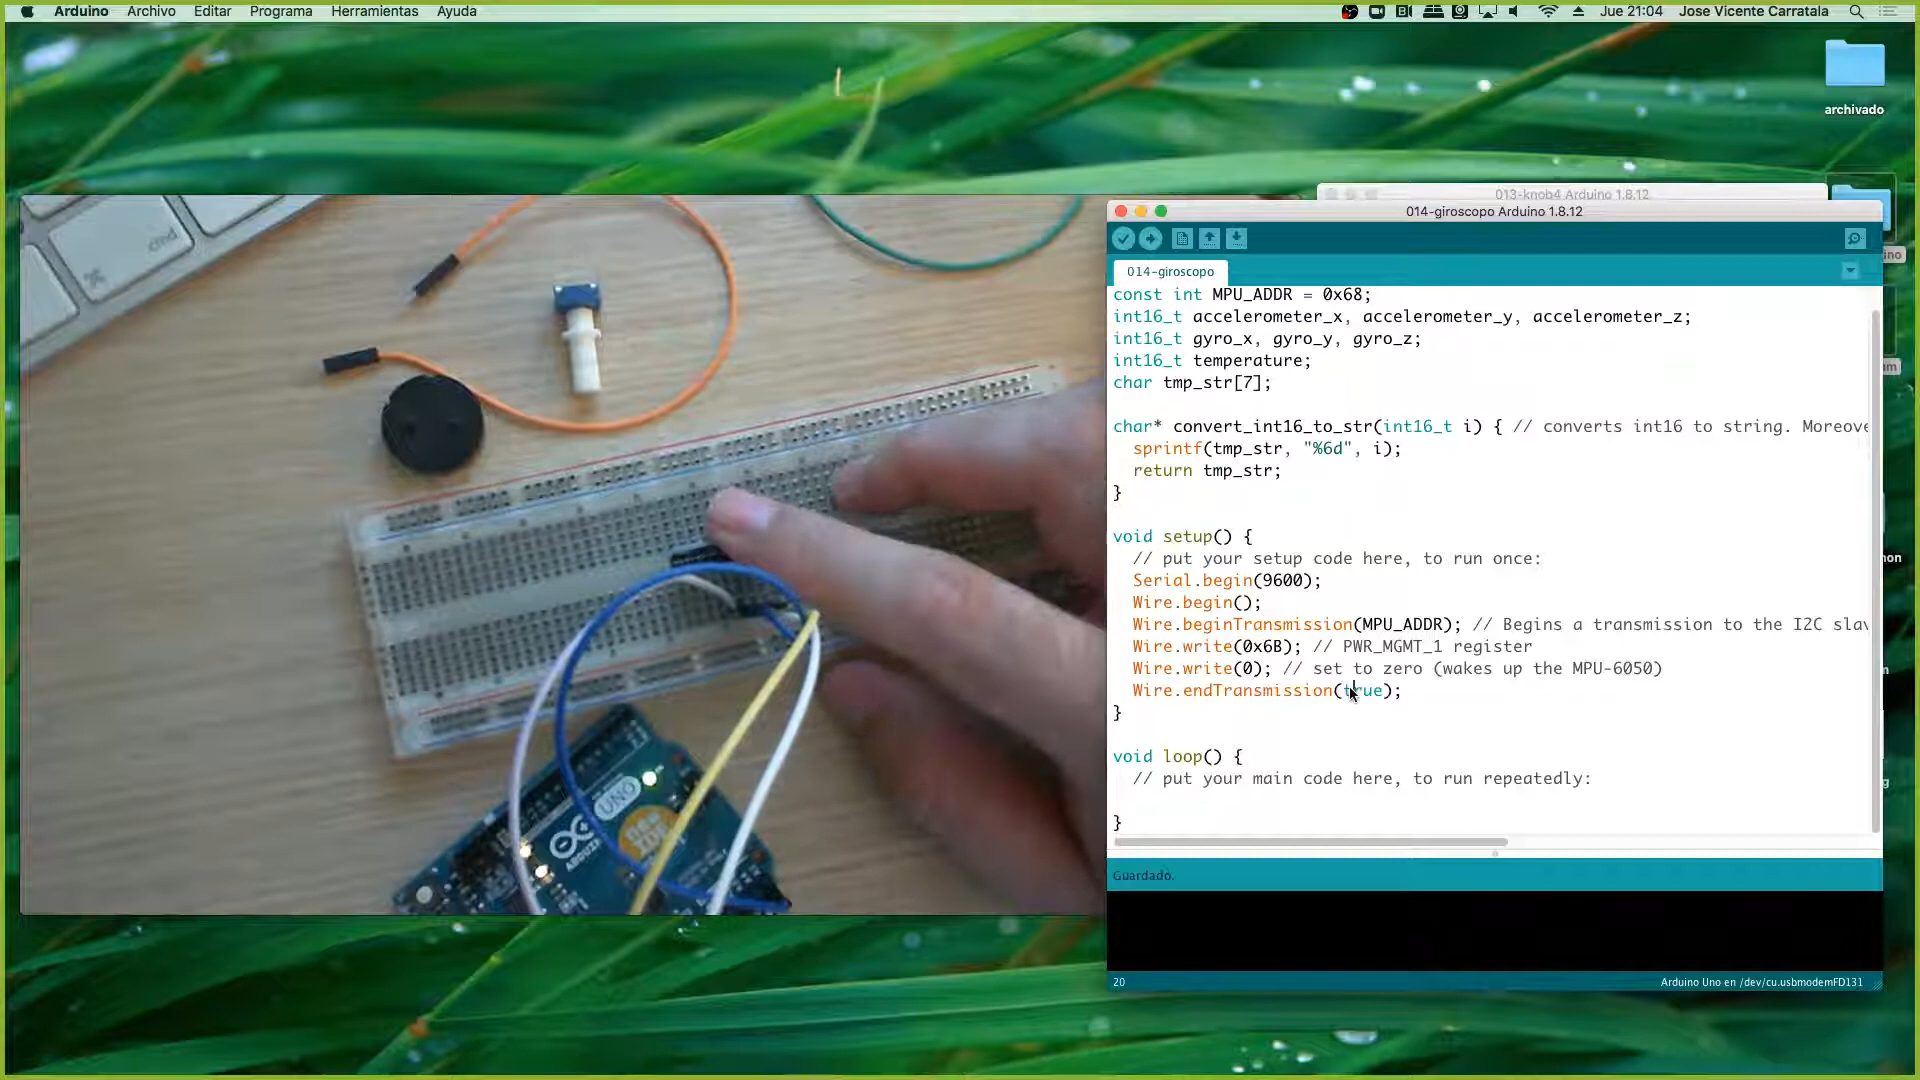 Arduino Archivo Editar Programa Herramientas Ayuda
Jue 21:04 Jose Vicente Carratala
archivado
013-knob4 Arduino 1.8.12
014-giroscopo Arduino 1.8.12
014-giroscopo
const int MPU_ADDR = 0x68;
int16_t accelerometer_x, accelerometer_y, accelerometer_z;
int16_t gyro_x, gyro_y, gyro_z;
int16_t temperature;
char tmp_str[7];
char* convert_int16_to_str(int16_t i) { // converts int16 to string. Moreove
sprintf(tmp_str, "%6d", i);
return tmp_str;
}
void setup() {
// put your setup code here, to run once:
Serial.begin(9600);
Wire.begin();
Wire.beginTransmission(MPU_ADDR); // Begins a transmission to the I2C slav
Wire.write(0x6B); // PWR_MGMT_1 register
Wire.write(0); // set to zero (wakes up the MPU-6050)
Wire.endTransmission(true);
}
void loop() {
// put your main code here, to run repeatedly:
}
Guardado.
20
Arduino Uno en /dev/cu.usbmodemFD131
cmd
UNO
ino
um
non
n
g